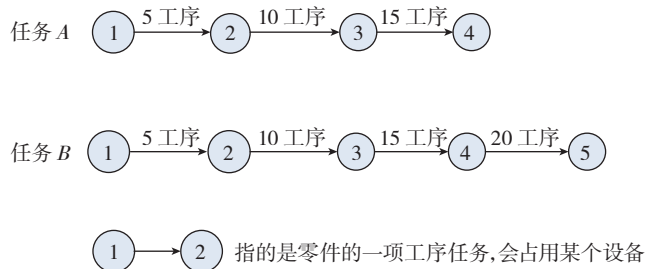 任务 A 1 5 工序 2 10 工序 3 15 工序 4
任务 B 1 5 工序 2 10 工序 3 15 工序 4 20 工序 5
1 2 指的是零件的一项工序任务,会占用某个设备